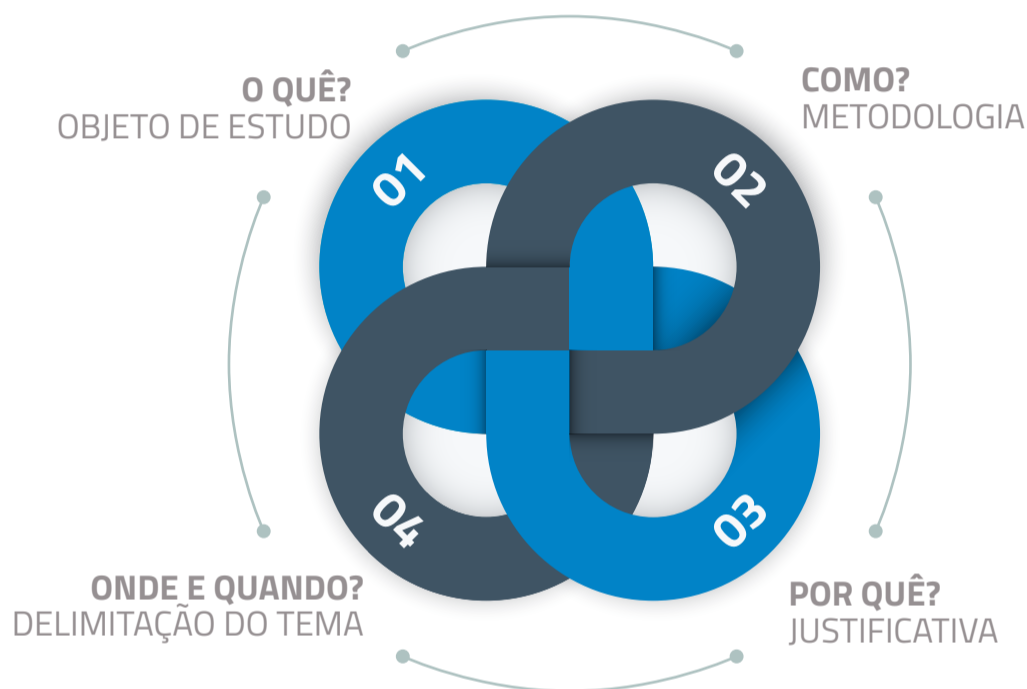 O QUÊ?
OBJETO DE ESTUDO
01
COMO?
METODOLOGIA
02
POR QUÊ?
JUSTIFICATIVA
03
ONDE E QUANDO?
DELIMITAÇÃO DO TEMA
04